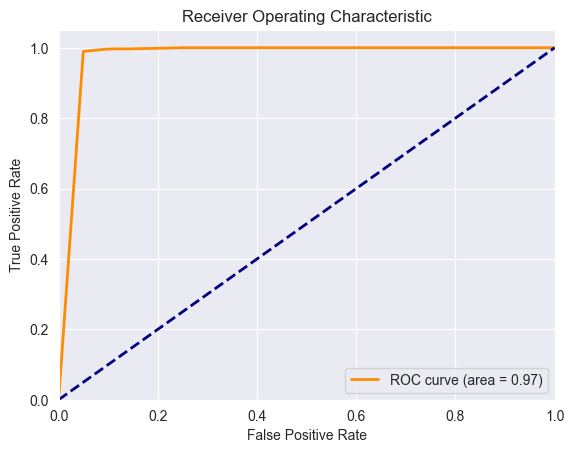 Receiver Operating Characteristic
1.0
0.8
0.6
0.4
0.2
0.0
True Positive Rate
0.0 0.2 0.4 0.6 0.8 1.0
False Positive Rate
ROC curve (area = 0.97)